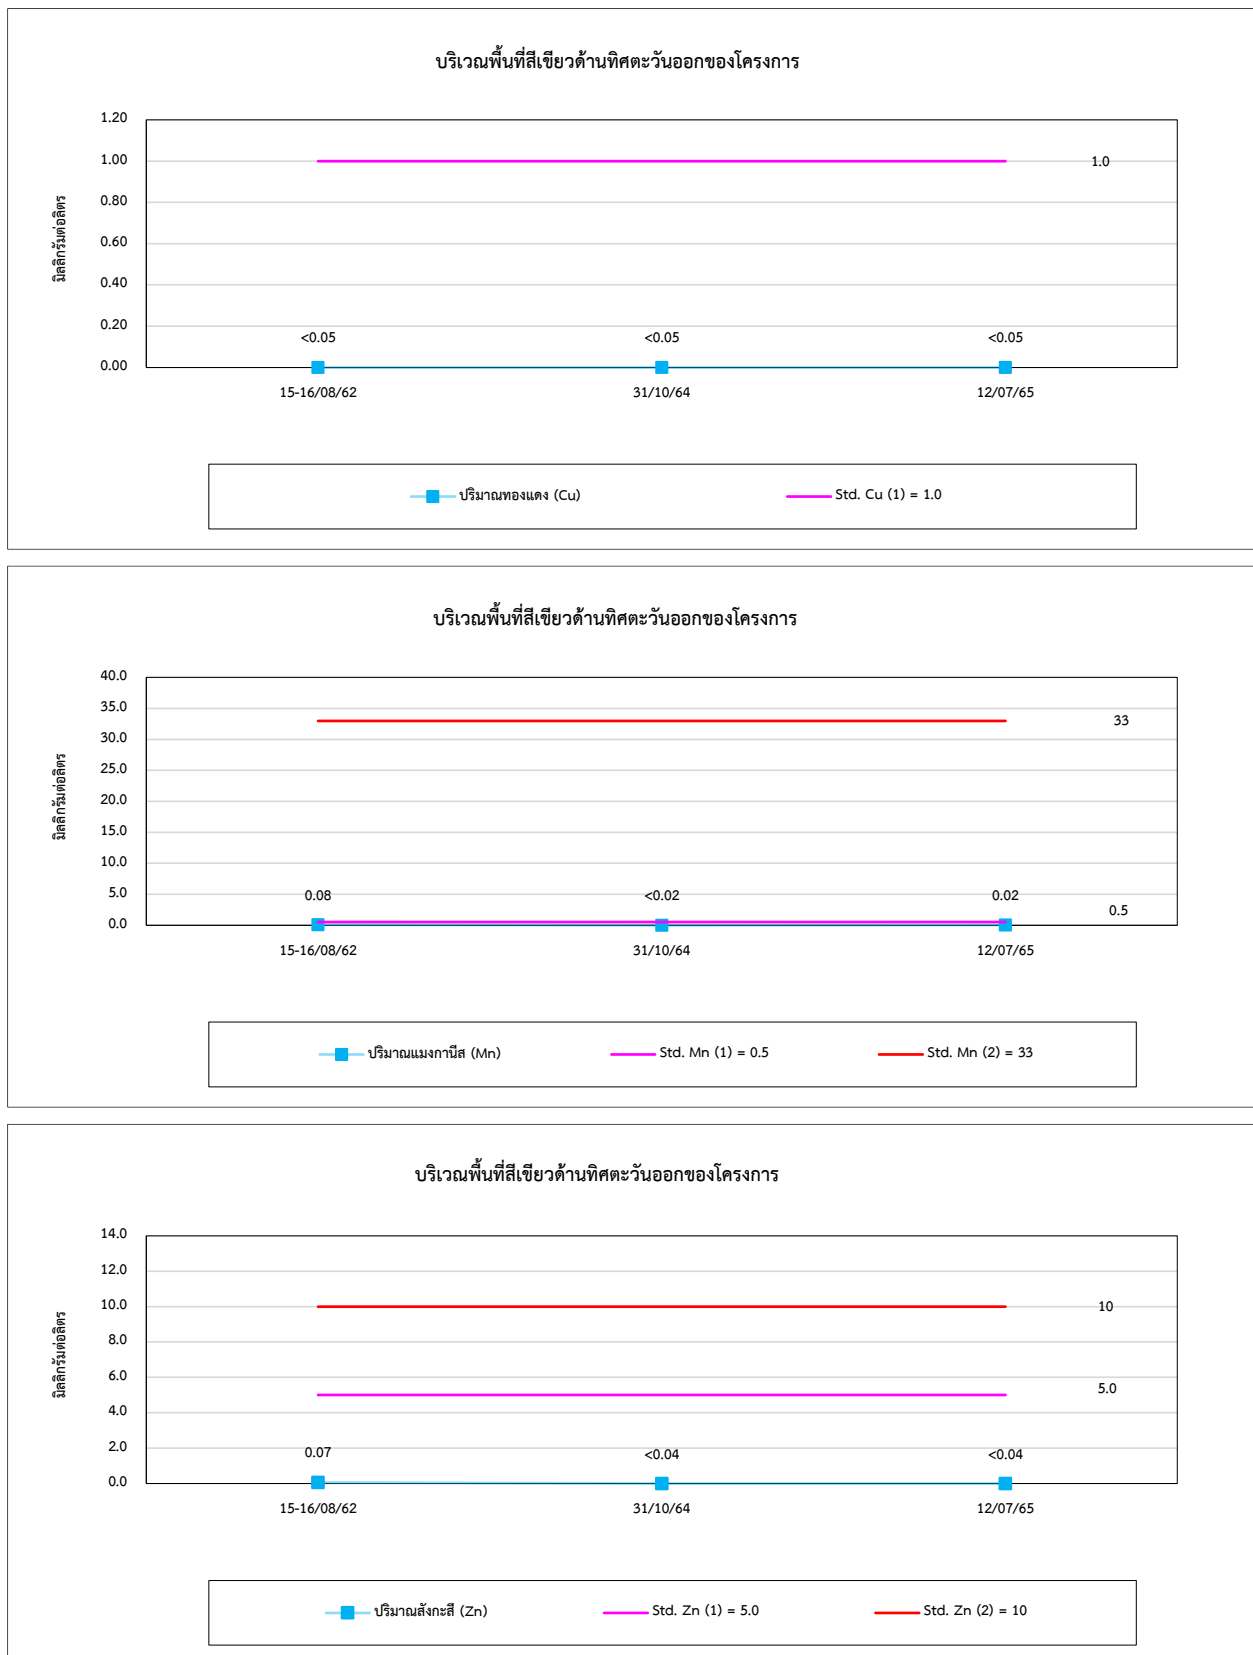 บริเวณพื้นที่สีเขียวด้านทิศตะวันออกของโครงการ
มิลลิกรัมต่อลิตร
1.20
1.00
0.80
0.60
0.40
0.20
0.00
1.0
<0.05 <0.05 <0.05
15-16/08/62 31/10/64 12/07/65
ปริมาณทองแดง (Cu) Std. Cu (1) = 1.0
บริเวณพื้นที่สีเขียวด้านทิศตะวันออกของโครงการ
มิลลิกรัมต่อลิตร
40.0
35.0
30.0
25.0
20.0
15.0
10.0
5.0
0.0
33
0.08 <0.02 0.02
0.5
15-16/08/62 31/10/64 12/07/65
ปริมาณแมงกานีส (Mn) Std. Mn (1) = 0.5 Std. Mn (2) = 33
บริเวณพื้นที่สีเขียวด้านทิศตะวันออกของโครงการ
มิลลิกรัมต่อลิตร
14.0
12.0
10.0
8.0
6.0
4.0
2.0
0.0
10
5.0
0.07 <0.04 <0.04
15-16/08/62 31/10/64 12/07/65
ปริมาณสังกะสี (Zn) Std. Zn (1) = 5.0 Std. Zn (2) = 10